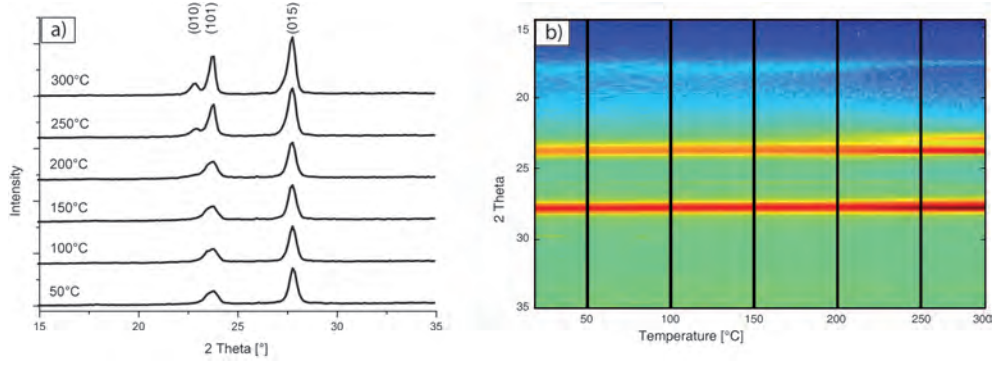 a)
(010)
(101)
(015)
300°C
250°C
200°C
150°C
100°C
50°C
Intensity
15 20 25 30 35
2 Theta [°]
b)
15
20
25
30
35
2 Theta
50 100 150 200 250 300
Temperature [°C]